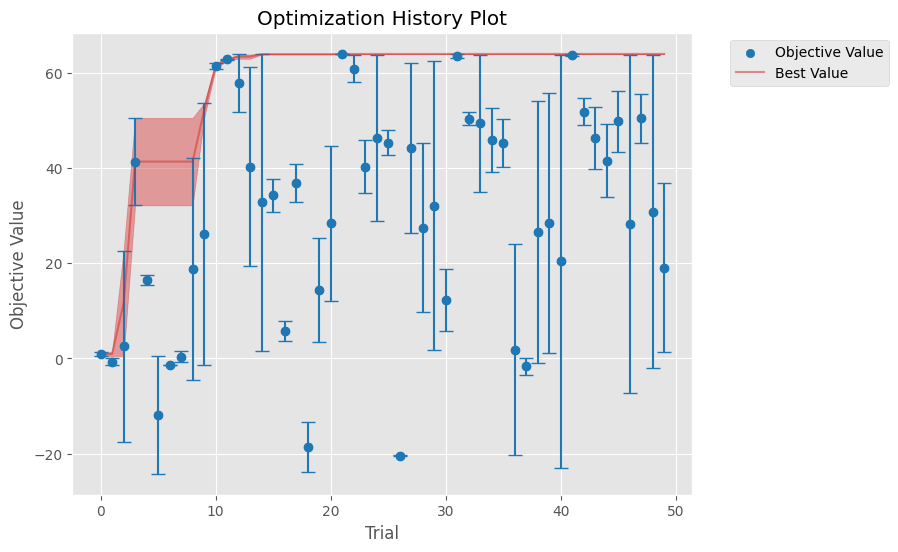 Optimization History Plot
Objective Value
Best Value
Objective Value
60
40
20
0
−20
0 10 20 30 40 50
Trial